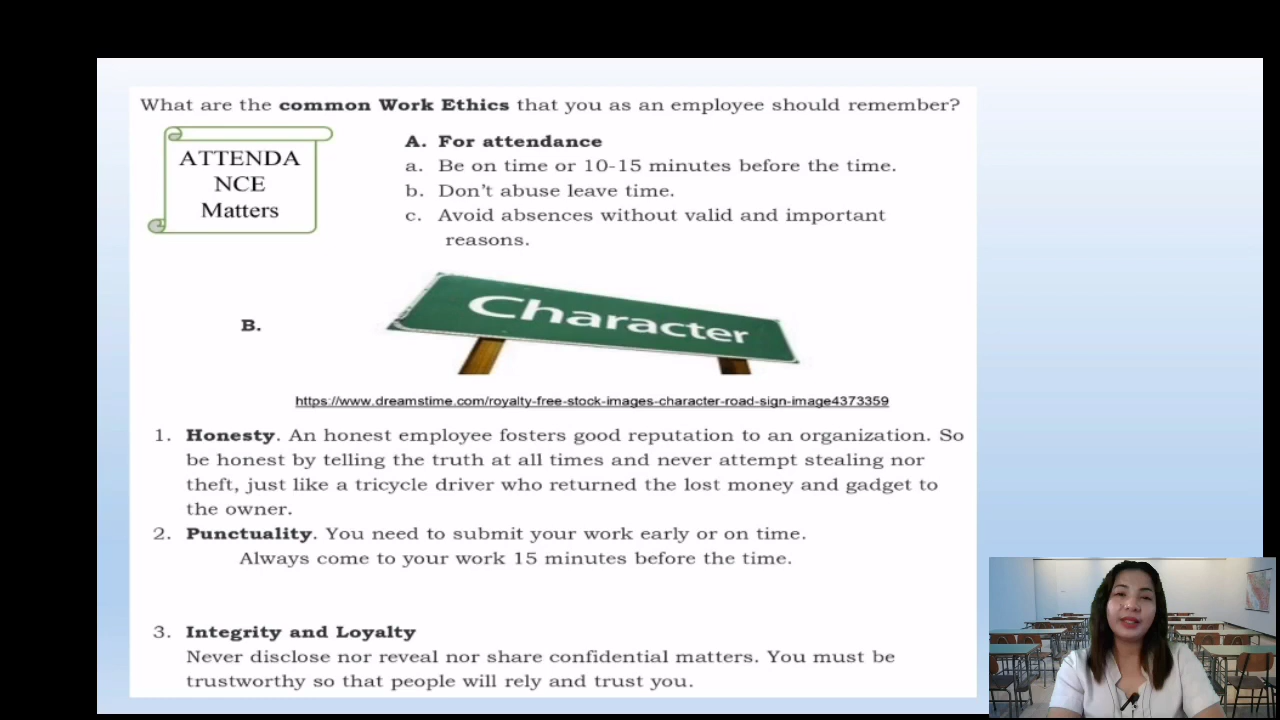 What are the common Work Ethics that you as an employee should remember?
ATTENDA
NCE
Matters
A. For attendance
a. Be on time or 10-15 minutes before the time.
b. Don't abuse leave time.
c. Avoid absences without valid and important
reasons.
B.
Character
https://www.dreamstime.com/royalty-free-stock-images-character-road-sign-image4373359
1. Honesty. An honest employee fosters good reputation to an organization. So
be honest by telling the truth at all times and never attempt stealing nor
theft, just like a tricycle driver who returned the lost money and gadget to
the owner.
2. Punctuality. You need to submit your work early or on time.
Always come to your work 15 minutes before the time.
3. Integrity and Loyalty
Never disclose nor reveal nor share confidential matters. You must be
trustworthy so that people will rely and trust you.